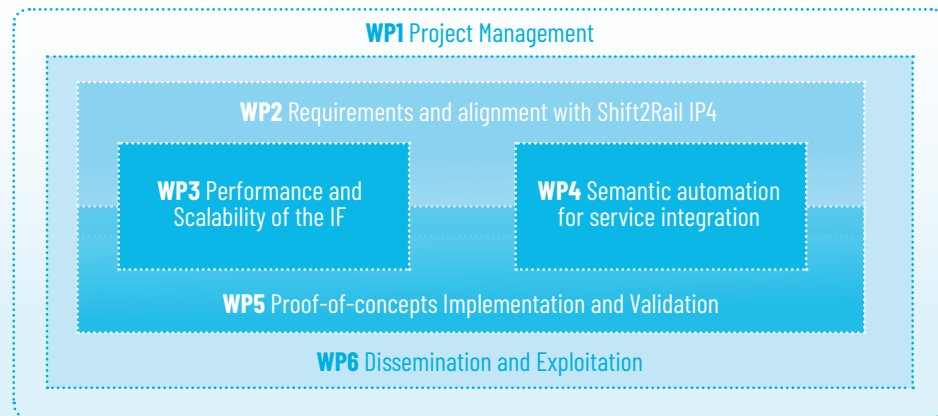 WP1 Project Management
WP2 Requirements and alignment with Shift2Rail IP4
WP3 Performance and
Scalability of the IF
WP4 Semantic automation
for service integration
WP5 Proof-of-concepts Implementation and Validation
WP6 Dissemination and Exploitation